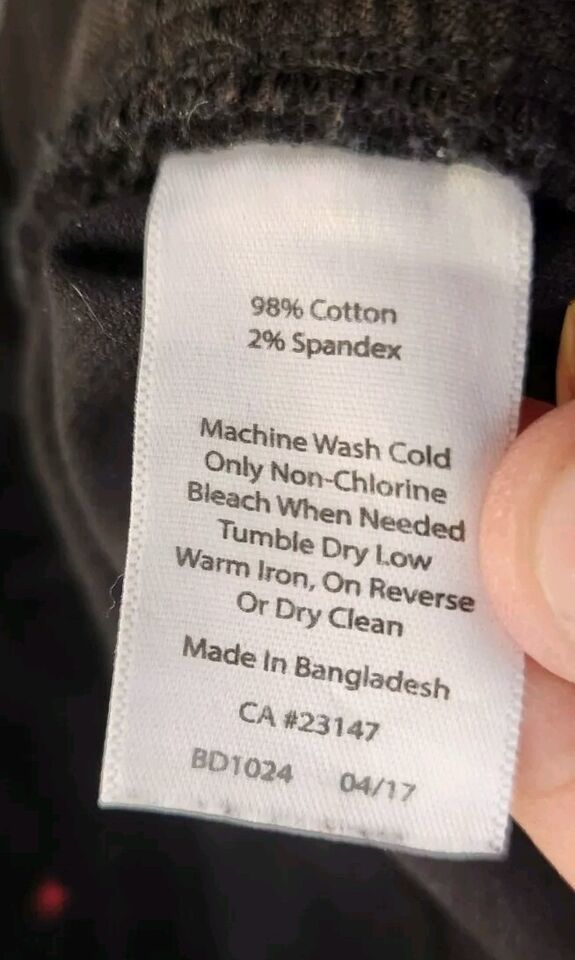 98% Cotton
2% Spandex
Machine Wash Cold
Only Non-Chlorine
Bleach When Needed
Tumble Dry Low
Warm Iron, On Reverse
Or Dry Clean
Made In Bangladesh
CA #23147
BD1024 04/17